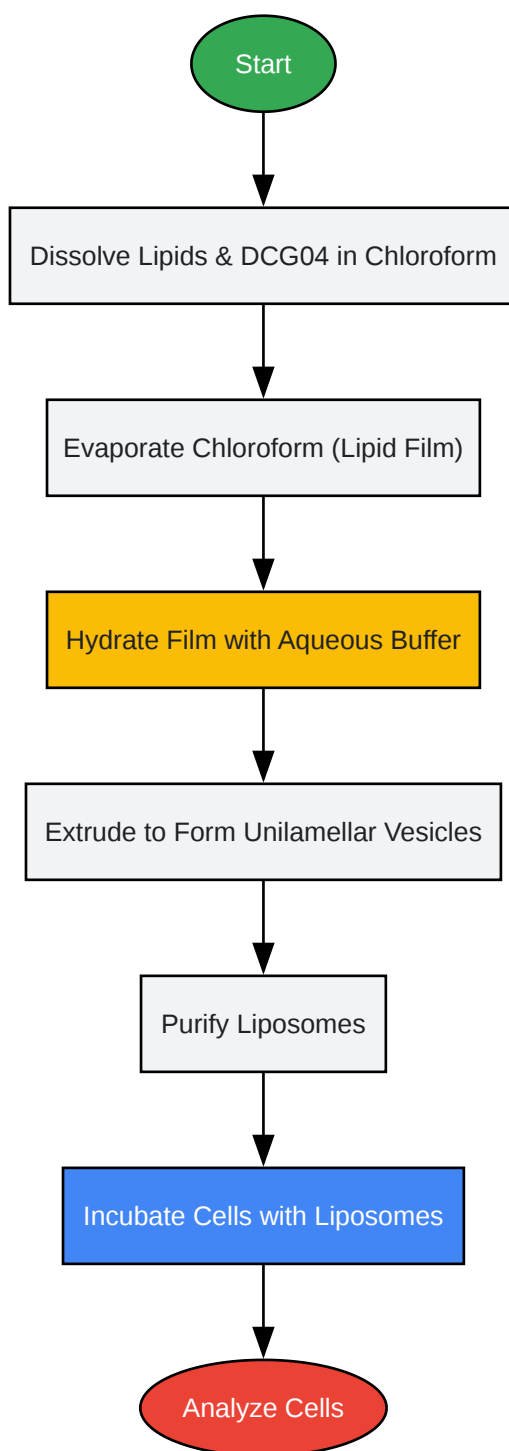 Start
Dissolve Lipids & DCG04 in Chloroform
Evaporate Chloroform (Lipid Film)
Hydrate Film with Aqueous Buffer
Extrude to Form Unilamellar Vesicles
Purify Liposomes
Incubate Cells with Liposomes
Analyze Cells